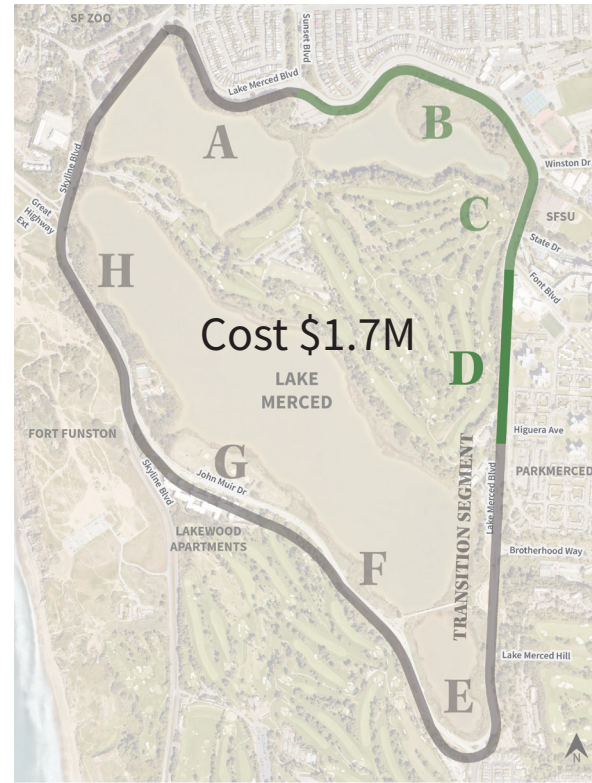 SF ZOO
Sunset Blvd
Lake Merced Blvd
A
B
Winston Dr
Skyline Blvd
Great
Highway
Ext
C
SFSU
State Dr
Font Blvd
H
Cost $1.7M
D
LAKE
MERCED
FORT FUNSTON
Higuera Ave
G
TRANSITION SEGMENT
Lake Merced Blvd
PARKMERCED
Skyline Blvd
John Muir Dr
LAKEWOOD
APARTMENTS
Brotherhood Way
F
Lake Merced Hill
E
N